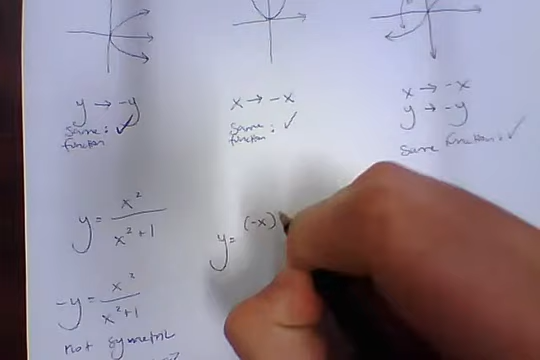 y → -y
same: ✓
function
x → -x
same: ✓
function
x → -x
y → -y
same function: ✓
y = x² / x²+1
-y = x² / x²+1
not symmetric
y = (-x)